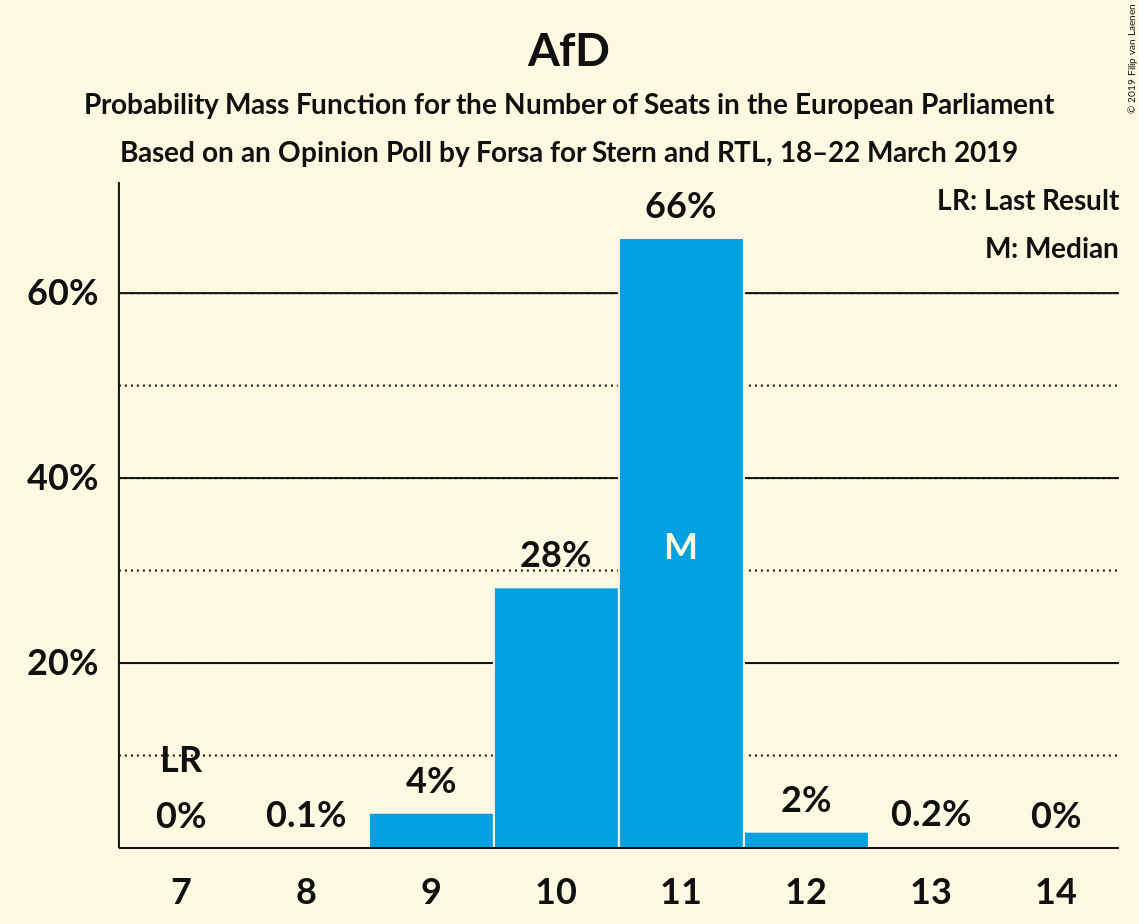 AfD
Probability Mass Function for the Number of Seats in the European Parliament
Based on an Opinion Poll by Forsa for Stern and RTL, 18–22 March 2019
© 2019 Filip van Laenen
LR: Last Result
M: Median
66%
60%
40%
28%
M
20%
LR
4%
2%
0%
0.1%
0.2%
0%
7 8 9 10 11 12 13 14